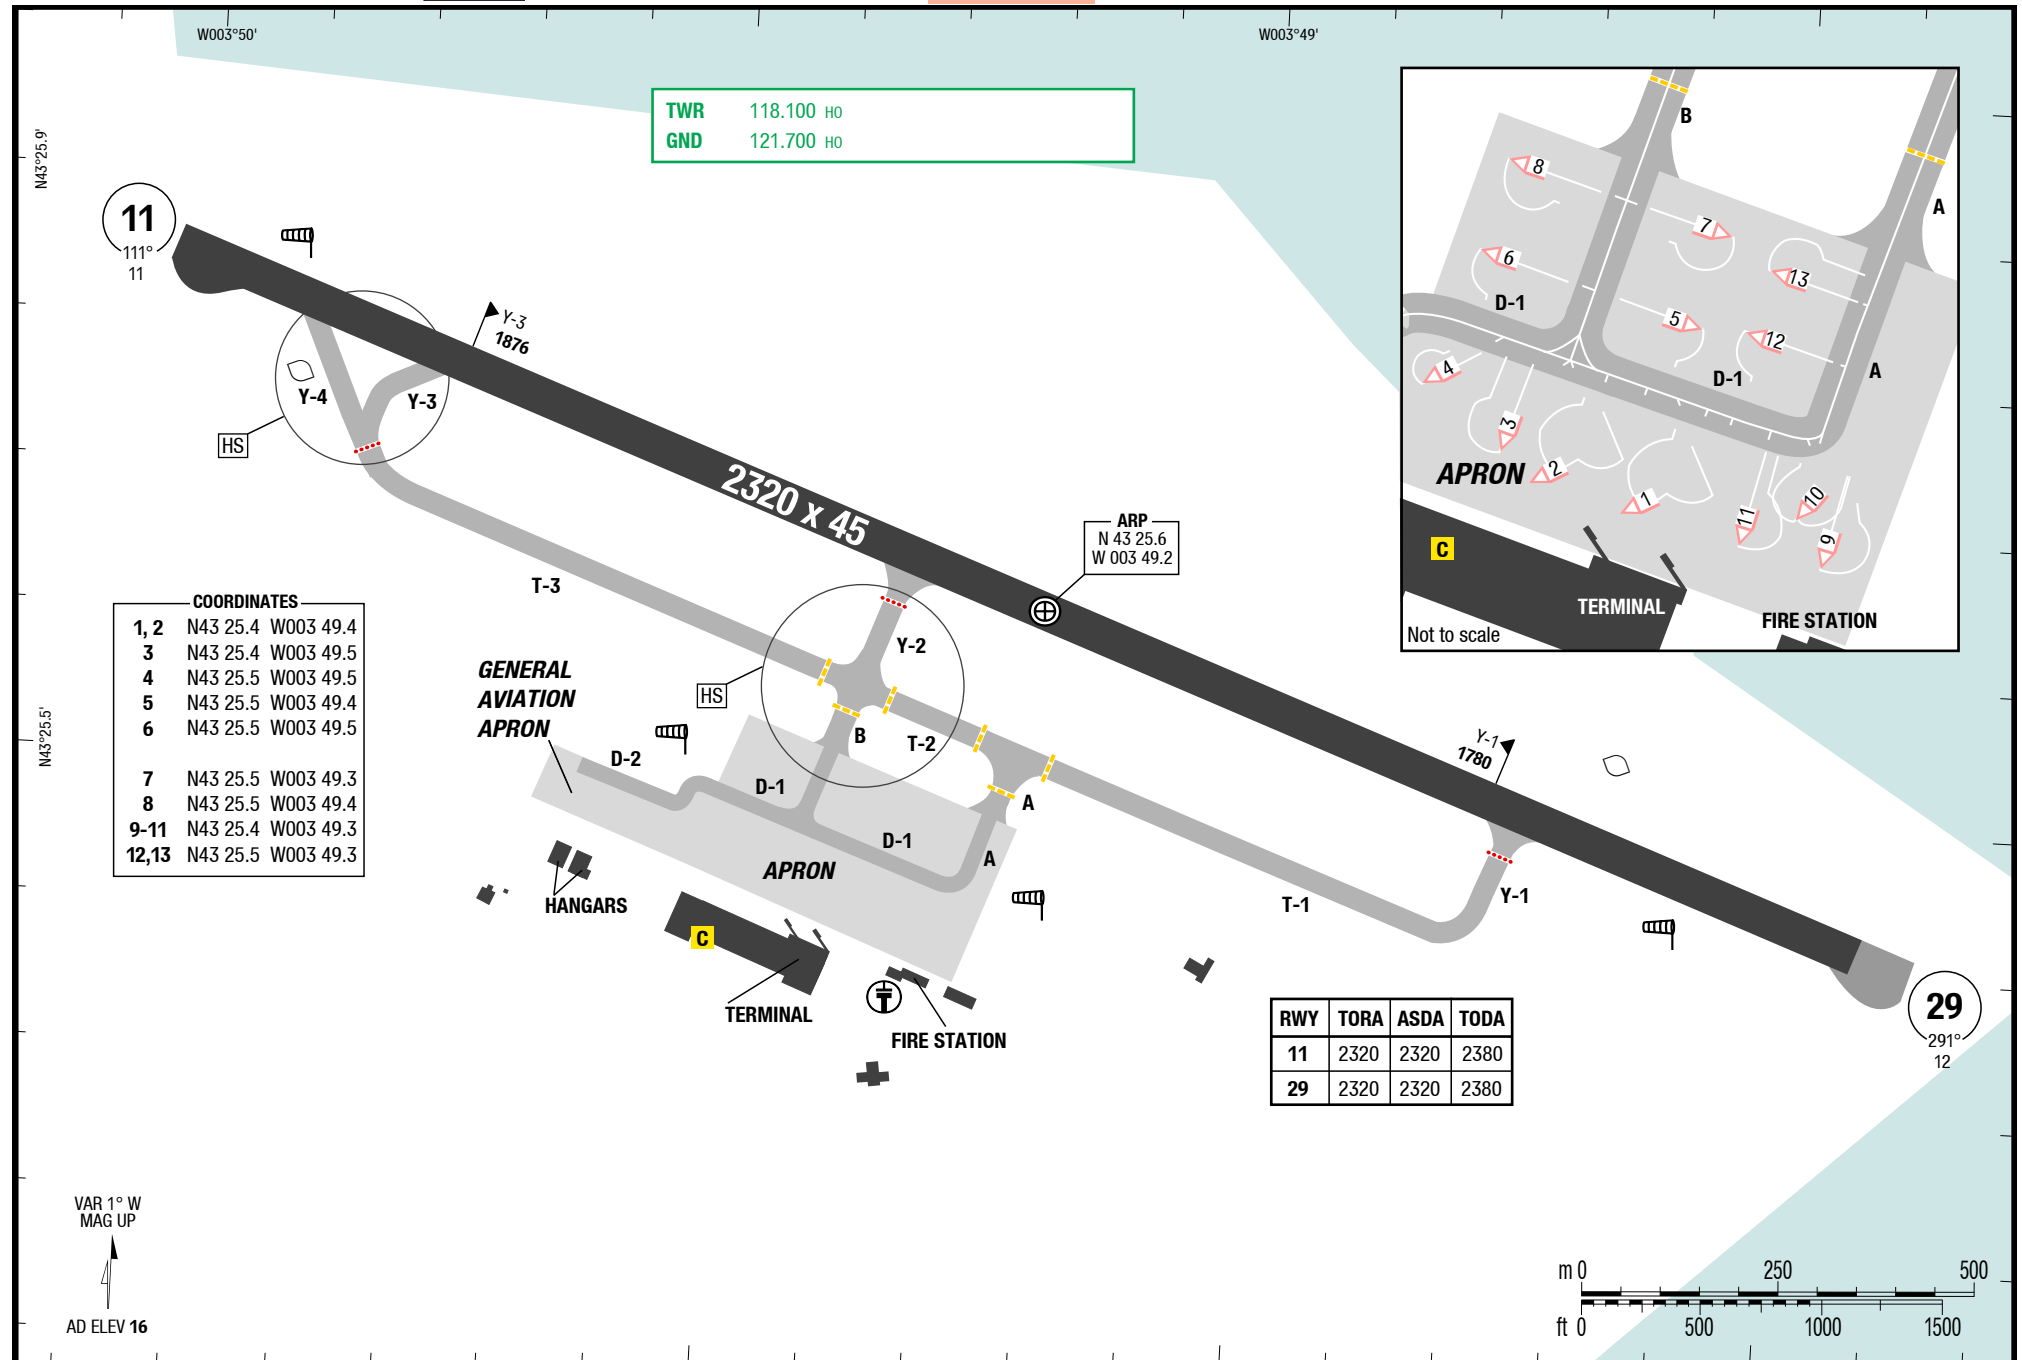 W003°50'
W003°49'
TWR 118.100 HO
GND 121.700 HO
N43°25.9'
11
111°
11
Y-3
1876
Y-4
Y-3
HS
2320 x 45
ARP
N 43 25.6
W 003 49.2
T-3
COORDINATES
1, 2 N43 25.4 W003 49.4
3 N43 25.4 W003 49.5
4 N43 25.5 W003 49.5
5 N43 25.5 W003 49.4
6 N43 25.5 W003 49.5
7 N43 25.5 W003 49.3
8 N43 25.5 W003 49.4
9-11 N43 25.4 W003 49.3
12,13 N43 25.5 W003 49.3
GENERAL
AVIATION
APRON
HS
Y-2
B
T-2
D-2
D-1
D-1
A
A
APRON
N43°25.5'
Y-1
1780
T-1
Y-1
HANGARS
C
TERMINAL
FIRE STATION
RWY TORA ASDA TODA
11 2320 2320 2380
29 2320 2320 2380
29
291°
12
B
A
8
7
13
6
D-1
5
12
D-1
A
4
3
2
1
11
10
9
APRON
C
TERMINAL
FIRE STATION
Not to scale
VAR 1° W
MAG UP
AD ELEV 16
m 0 250 500
ft 0 500 1000 1500